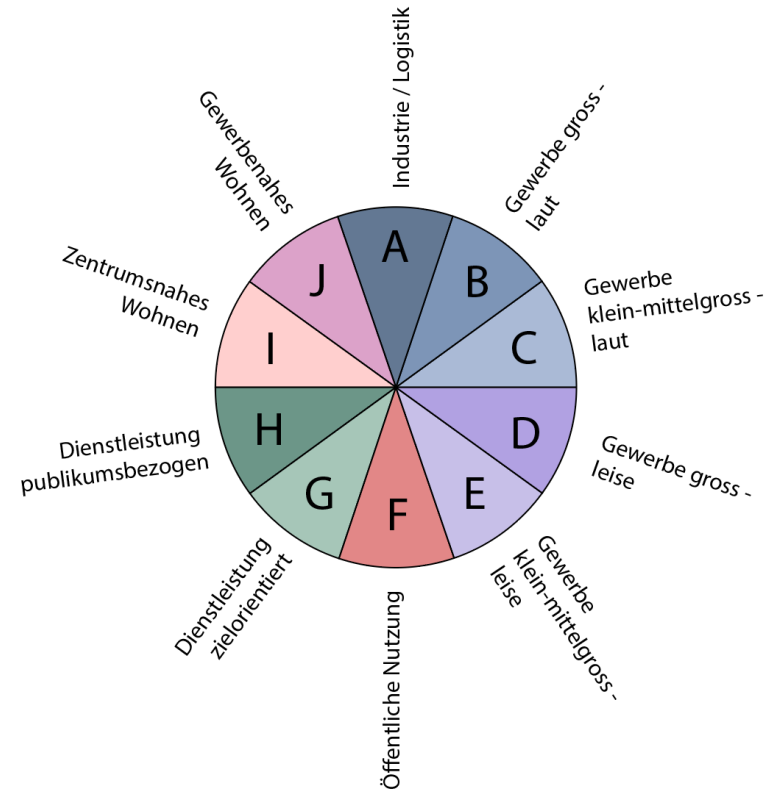 Industrie / Logistik
Gewerbe gross -
laut
Gewerbe
klein-mittelgross -
laut
Gewerbe gross -
leise
Gewerbe
klein-mittelgross -
leise
Öffentliche Nutzung
Dienstleistung
zielorientiert
Dienstleistung
publikumsbezogen
Zentrumsnahes
Wohnen
Gewerbenahes
Wohnen
A
B
C
D
E
F
G
H
I
J